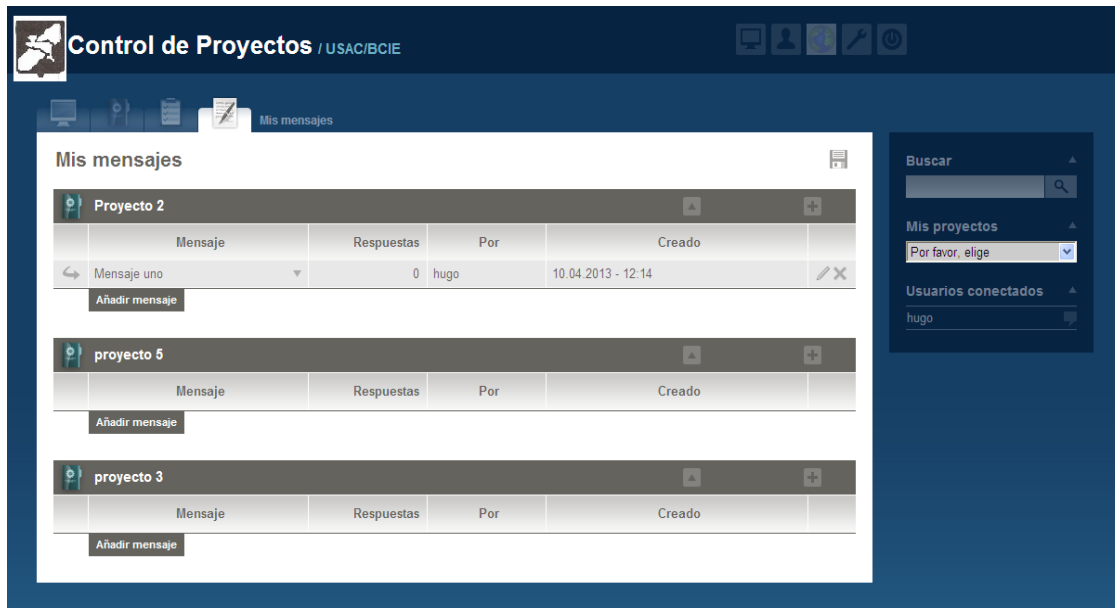 Control de Proyectos / USAC/BCIE
Mis mensajes
Mis mensajes
Proyecto 2
Mensaje Respuestas Por Creado
Mensaje uno 0 hugo 10.04.2013 - 12:14
Añadir mensaje
proyecto 5
Mensaje Respuestas Por Creado
Añadir mensaje
proyecto 3
Mensaje Respuestas Por Creado
Añadir mensaje
Buscar
Mis proyectos
Por favor, elige
Usuarios conectados
hugo